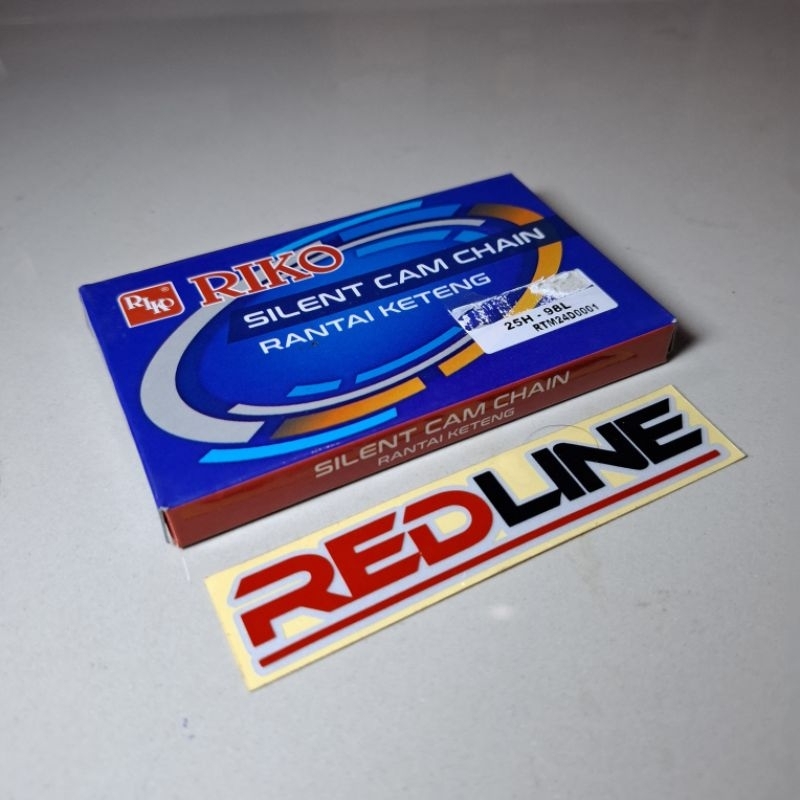 RIKO
RIKO
SILENT CAM CHAIN
RANTAI KETENG
25H - 98L
RTM24D0001
SILENT CAM CHAIN
RANTAI KETENG
REDLINE